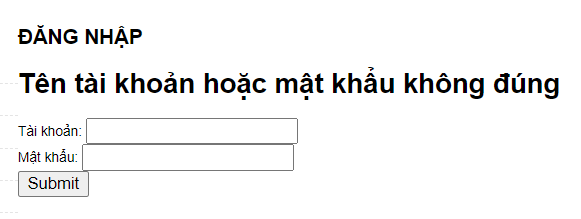 ĐĂNG NHẬP
Tên tài khoản hoặc mật khẩu không đúng
Tài khoản:
Mật khẩu:
Submit